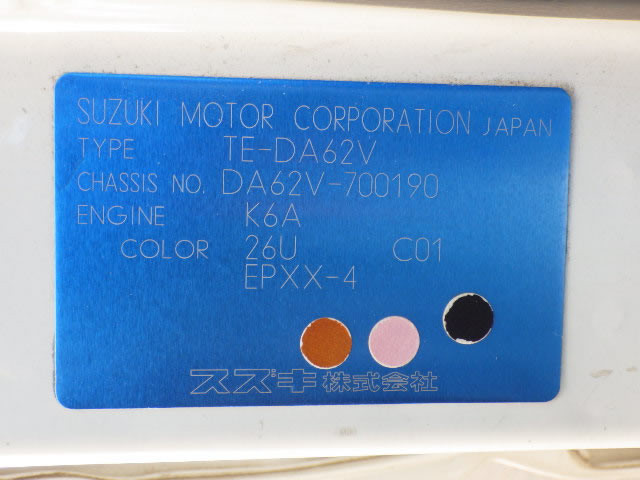 SUZUKI MOTOR CORPORATION JAPAN
TYPE TE-DA62V
CHASSIS NO. DA62V-700190
ENGINE K6A
COLOR 26U C01
EPXX-4
スズキ株式会社